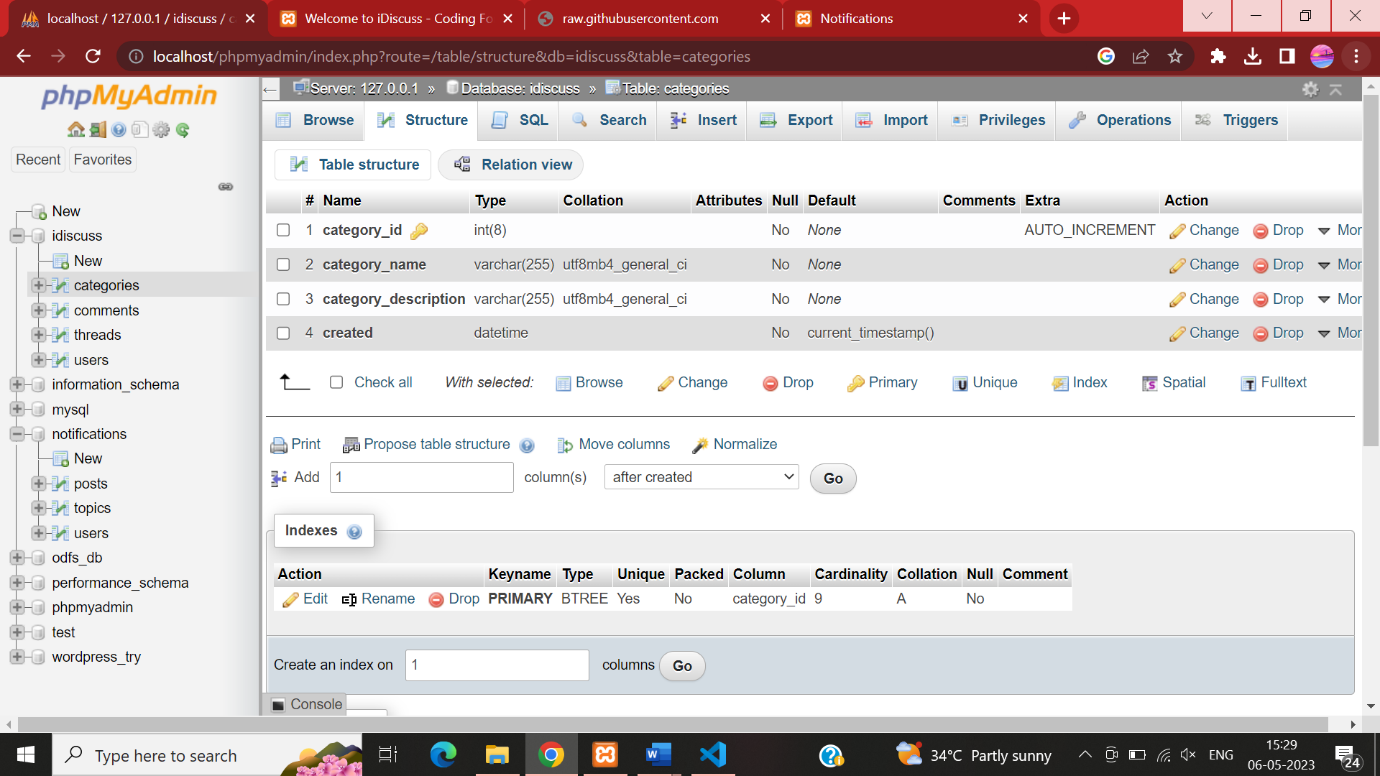 localhost / 127.0.0.1 / idiscuss / c
Welcome to iDiscuss - Coding Fo
raw.githubusercontent.com
Notifications
localhost/phpmyadmin/index.php?route=/table/structure&db=idiscuss&table=categories
phpMyAdmin
Recent Favorites
New
idiscuss
New
categories
comments
threads
users
information_schema
mysql
notifications
New
posts
topics
users
odfs_db
performance_schema
phpmyadmin
test
wordpress_try
Server: 127.0.0.1 » Database: idiscuss » Table: categories
Browse Structure SQL Search Insert Export Import Privileges Operations Triggers
Table structure Relation view
# Name Type Collation Attributes Null Default Comments Extra Action
1 category_id int(8) No None AUTO_INCREMENT Change Drop Mor
2 category_name varchar(255) utf8mb4_general_ci No None Change Drop Mor
3 category_description varchar(255) utf8mb4_general_ci No None Change Drop Mor
4 created datetime No current_timestamp() Change Drop Mor
Check all With selected: Browse Change Drop Primary Unique Index Spatial Fulltext
Print Propose table structure Move columns Normalize
Add 1 column(s) after created Go
Indexes
Action Keyname Type Unique Packed Column Cardinality Collation Null Comment
Edit Rename Drop PRIMARY BTREE Yes No category_id 9 A No
Create an index on 1 columns Go
Console
Type here to search
34°C Partly sunny
ENG
15:29
06-05-2023
24